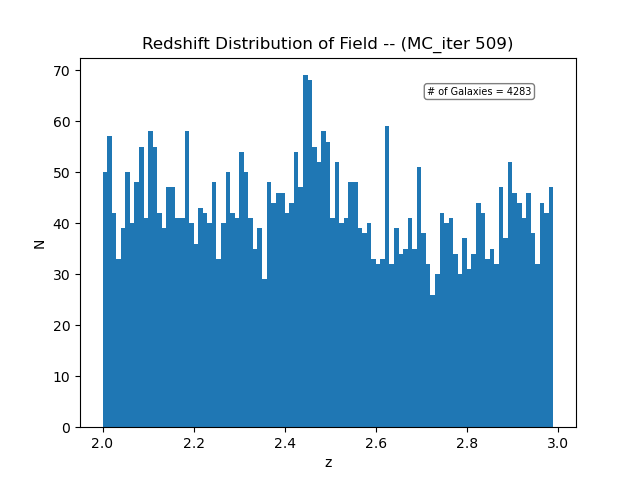 Redshift Distribution of Field -- (MC_iter 509)
# of Galaxies = 4283
70
60
50
40
30
20
10
0
N
2.0 2.2 2.4 2.6 2.8 3.0
z